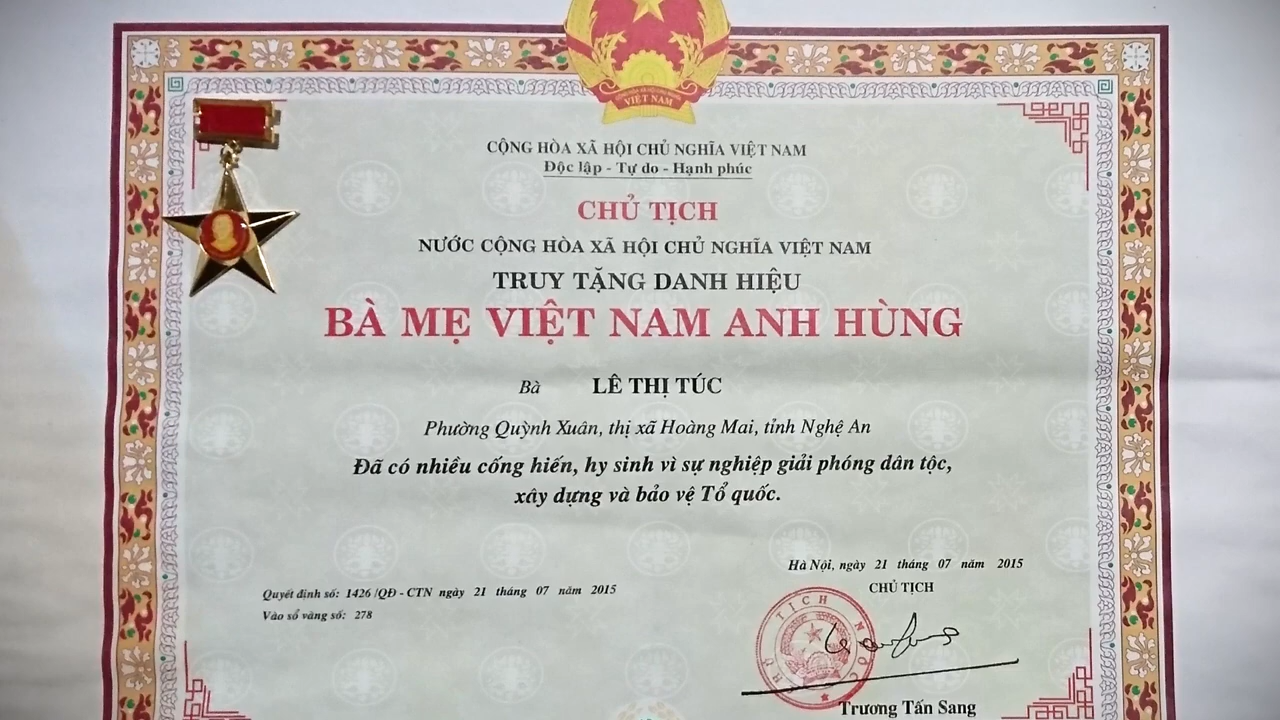 VIỆT NAM
CỘNG HÒA XÃ HỘI CHỦ NGHĨA VIỆT NAM
Độc lập - Tự do - Hạnh phúc
CHỦ TỊCH
NƯỚC CỘNG HÒA XÃ HỘI CHỦ NGHĨA VIỆT NAM
TRUY TẶNG DANH HIỆU
BÀ MẸ VIỆT NAM ANH HÙNG
Bà LÊ THỊ TÚC
Phường Quỳnh Xuân, thị xã Hoàng Mai, tỉnh Nghệ An
Đã có nhiều cống hiến, hy sinh vì sự nghiệp giải phóng dân tộc,
xây dựng và bảo vệ Tổ quốc.
Hà Nội, ngày 21 tháng 07 năm 2015
CHỦ TỊCH
Quyết định số: 1426 /QĐ - CTN ngày 21 tháng 07 năm 2015
Vào sổ vàng số: 278
CHỦ TỊCH NƯỚC
Trương Tấn Sang